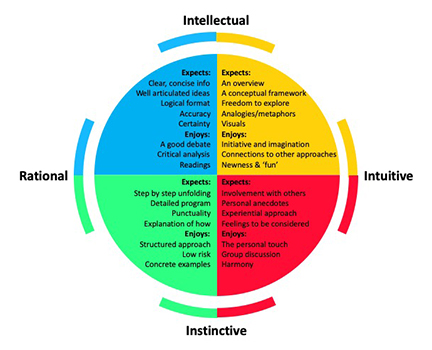 Intellectual
Expects:
Clear, concise info
Well articulated ideas
Logical format
Accuracy
Certainty
Enjoys:
A good debate
Critical analysis
Readings
Expects:
An overview
A conceptual framework
Freedom to explore
Analogies/metaphors
Visuals
Enjoys:
Initiative and imagination
Connections to other approaches
Newness & ‘fun’
Rational
Intuitive
Expects:
Step by step unfolding
Detailed program
Punctuality
Explanation of how
Enjoys:
Structured approach
Low risk
Concrete examples
Expects:
Involvement with others
Personal anecdotes
Experiential approach
Feelings to be considered
Enjoys:
The personal touch
Group discussion
Harmony
Instinctive